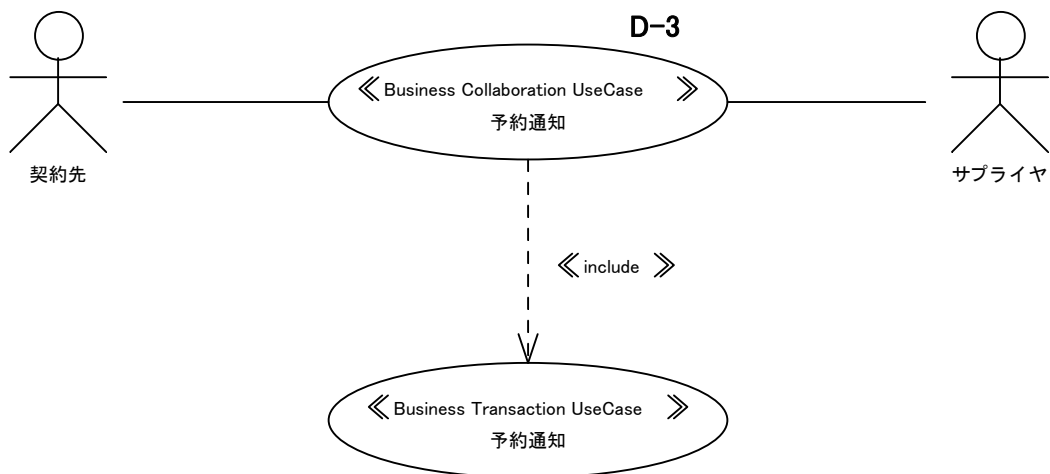 D-3
≪Business Collaboration UseCase ≫
予約通知
契約先
サプライヤ
≪include ≫
≪Business Transaction UseCase ≫
予約通知